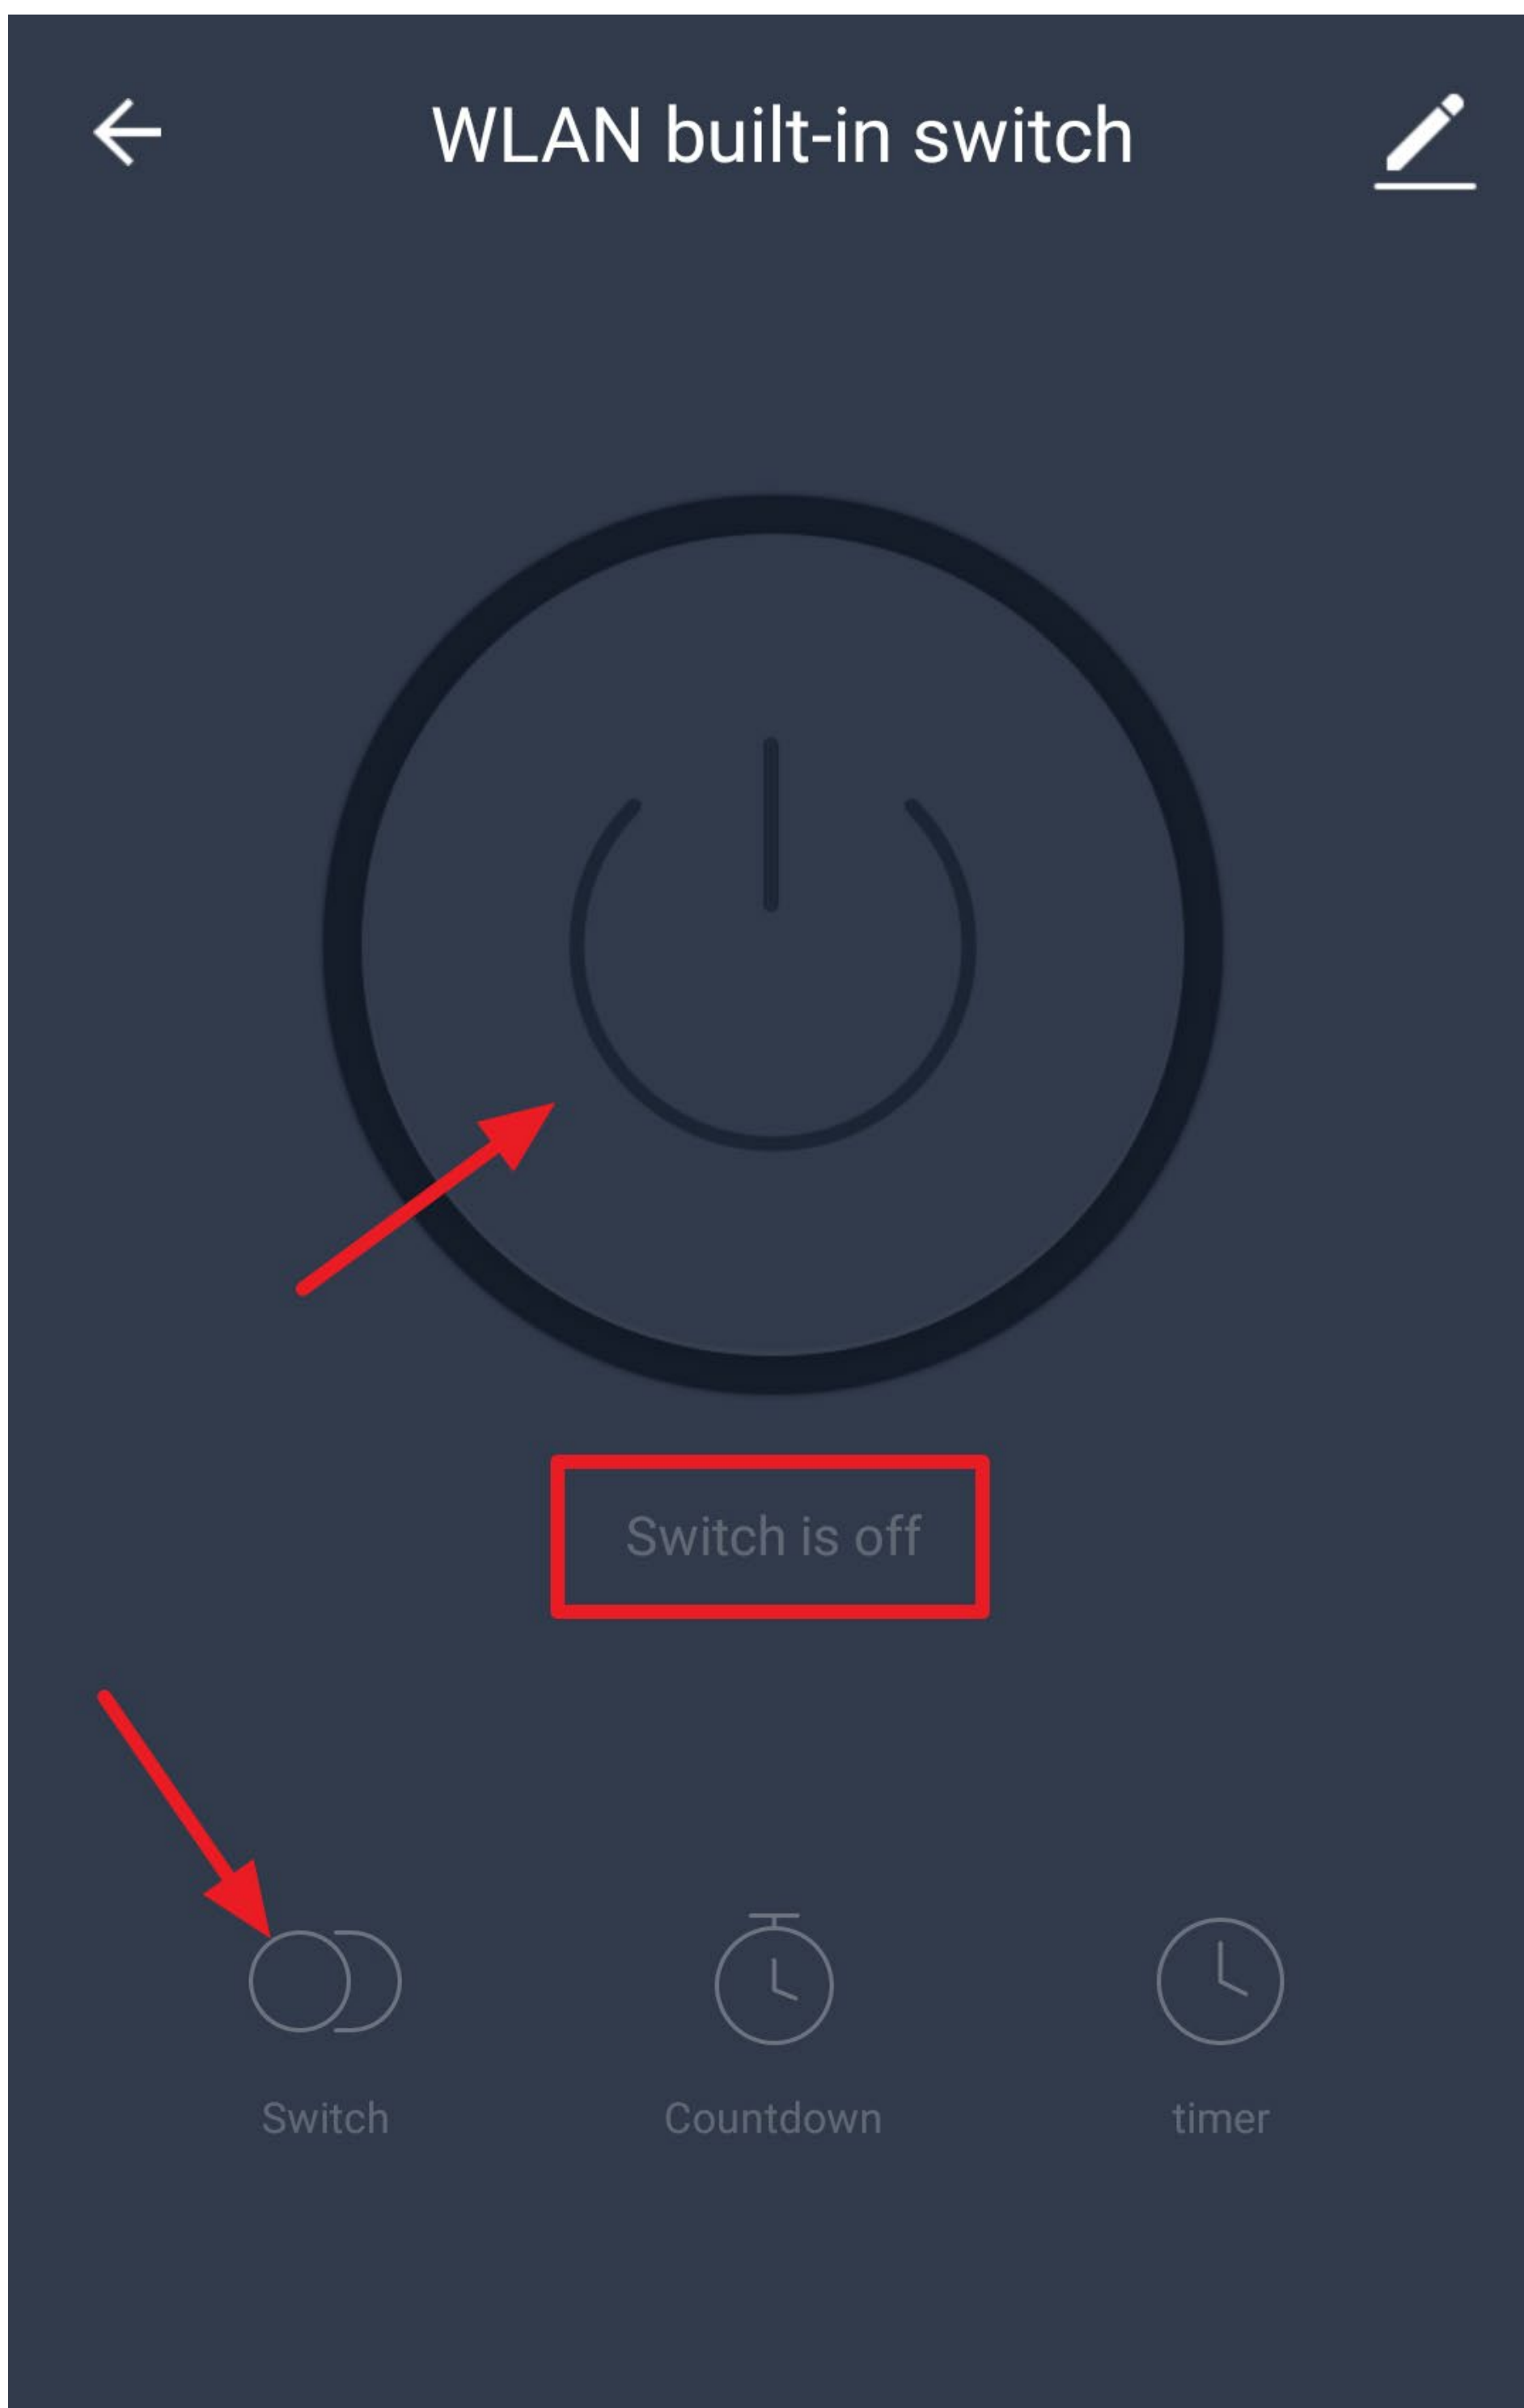 WLAN built-in switch
Switch is off
Switch
Countdown
timer